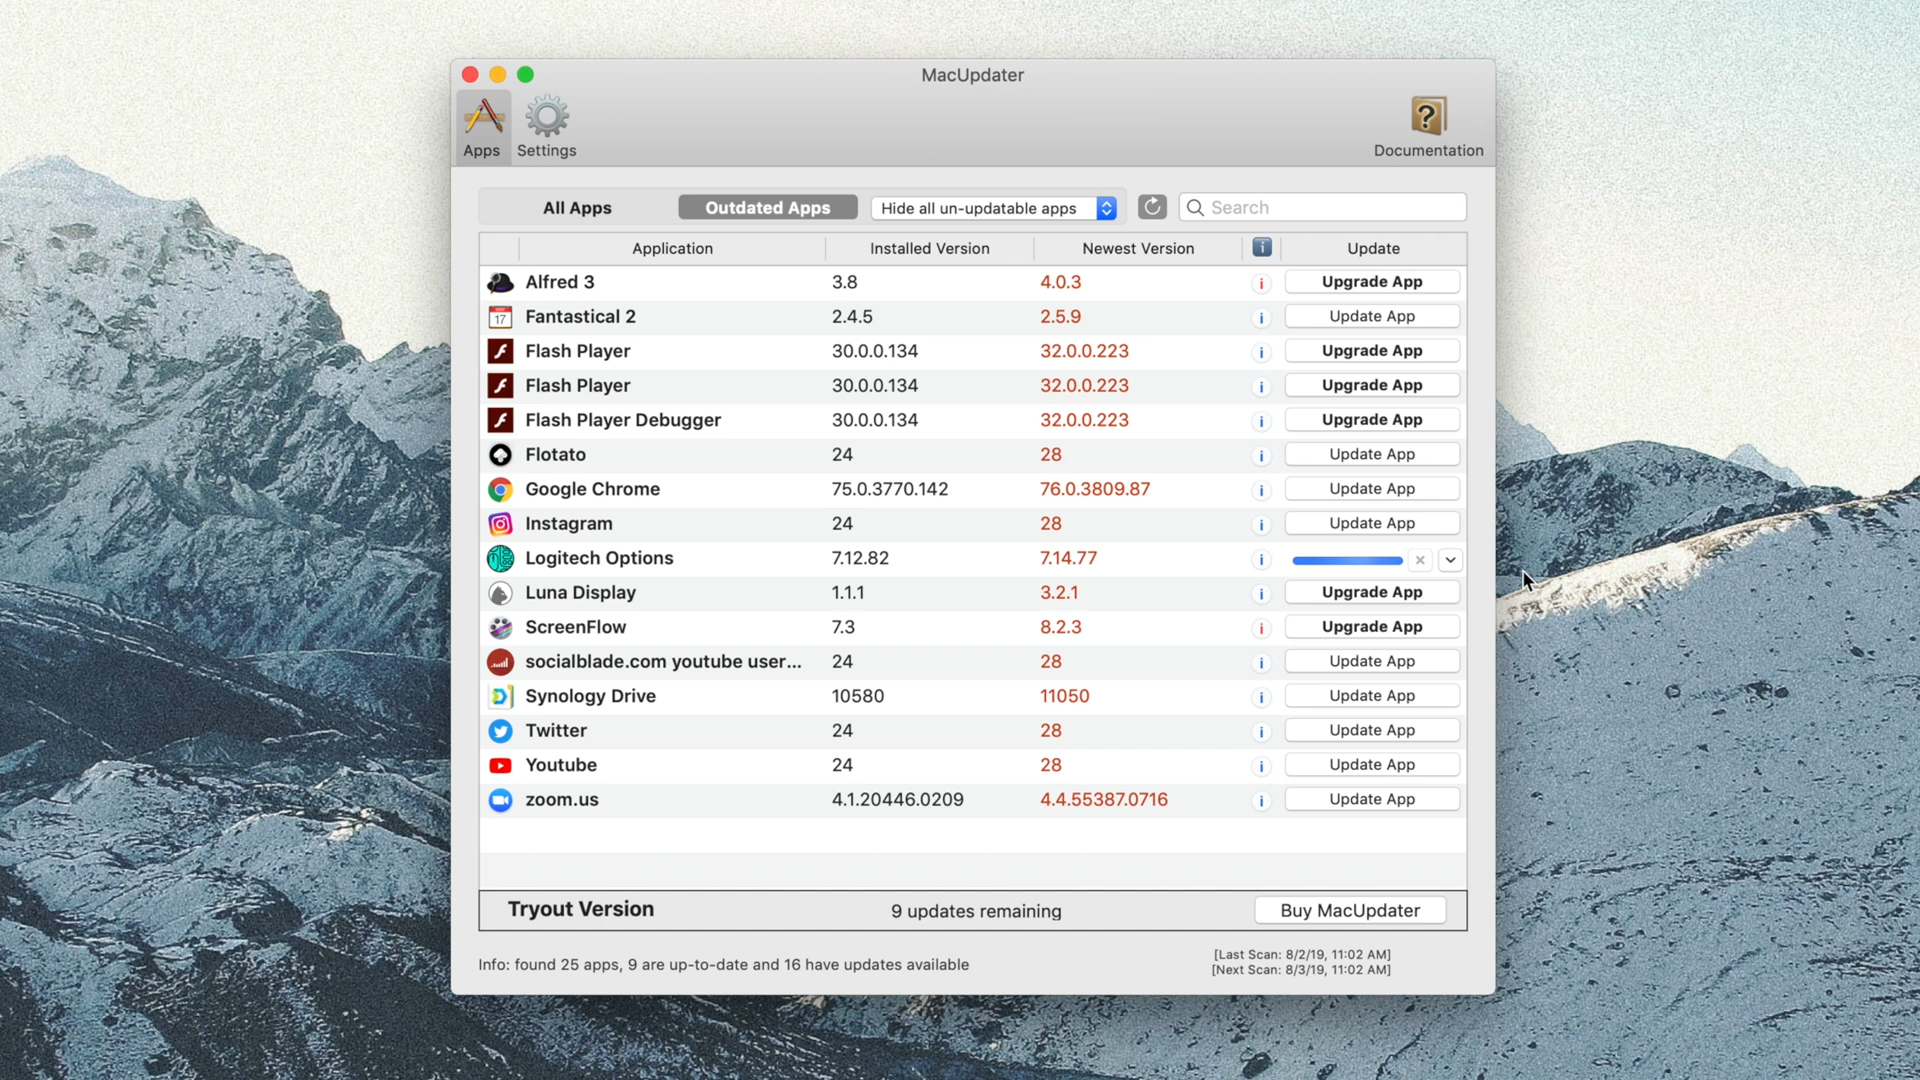 MacUpdater
Apps Settings Documentation
All Apps Outdated Apps Hide all un-updatable apps Search
Application Installed Version Newest Version i Update
Alfred 3 3.8 4.0.3 i Upgrade App
17 Fantastical 2 2.4.5 2.5.9 i Update App
Flash Player 30.0.0.134 32.0.0.223 i Upgrade App
Flash Player 30.0.0.134 32.0.0.223 i Upgrade App
Flash Player Debugger 30.0.0.134 32.0.0.223 i Upgrade App
Flotato 24 28 i Update App
Google Chrome 75.0.3770.142 76.0.3809.87 i Update App
Instagram 24 28 i Update App
Logitech Options 7.12.82 7.14.77 i
Luna Display 1.1.1 3.2.1 i Upgrade App
ScreenFlow 7.3 8.2.3 i Upgrade App
socialblade.com youtube user... 24 28 i Update App
Synology Drive 10580 11050 i Update App
Twitter 24 28 i Update App
Youtube 24 28 i Update App
zoom.us 4.1.20446.0209 4.4.55387.0716 i Update App
Tryout Version 9 updates remaining Buy MacUpdater
Info: found 25 apps, 9 are up-to-date and 16 have updates available
[Last Scan: 8/2/19, 11:02 AM]
[Next Scan: 8/3/19, 11:02 AM]